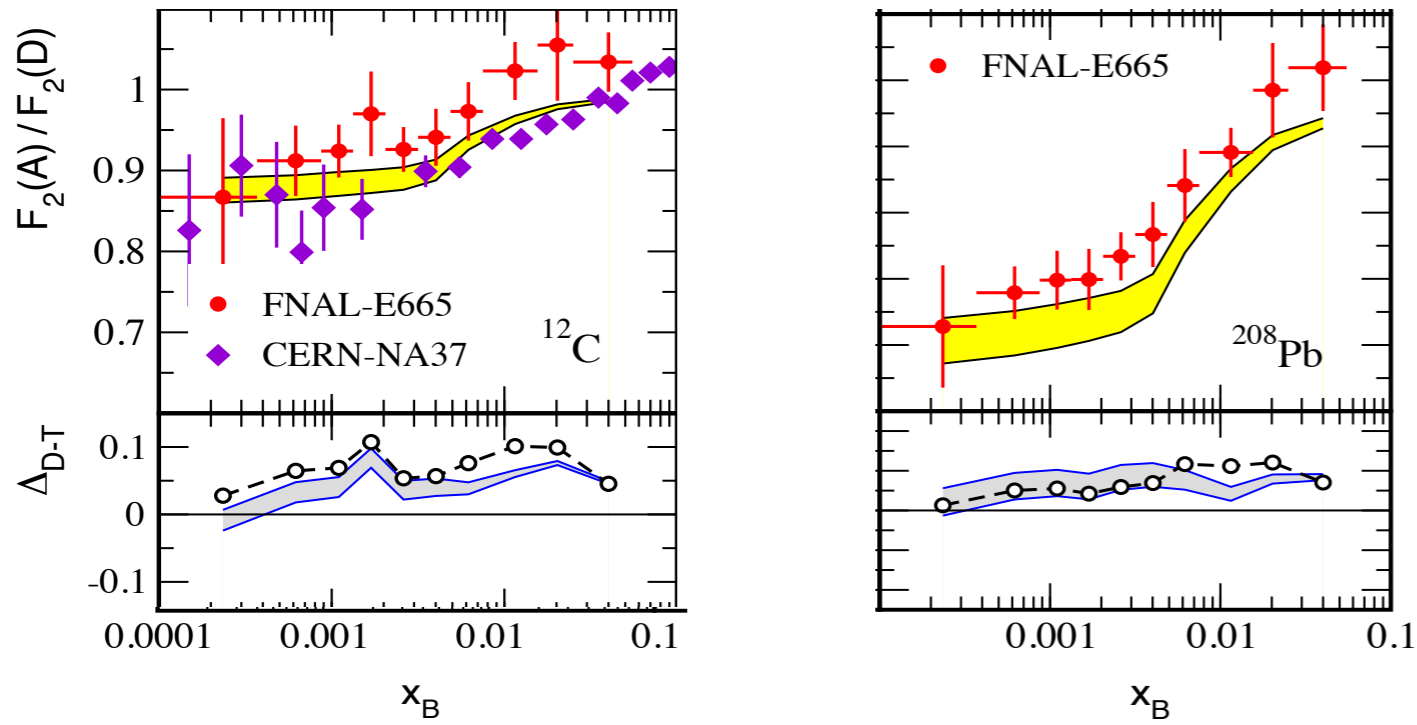 F2(A) / F2(D)
1
0.9
0.8
0.7
FNAL-E665
CERN-NA37
12C
FNAL-E665
208Pb
ΔD-T
0.1
0
-0.1
0.0001
0.001
0.01
0.1
0.001
0.01
0.1
xB
xB